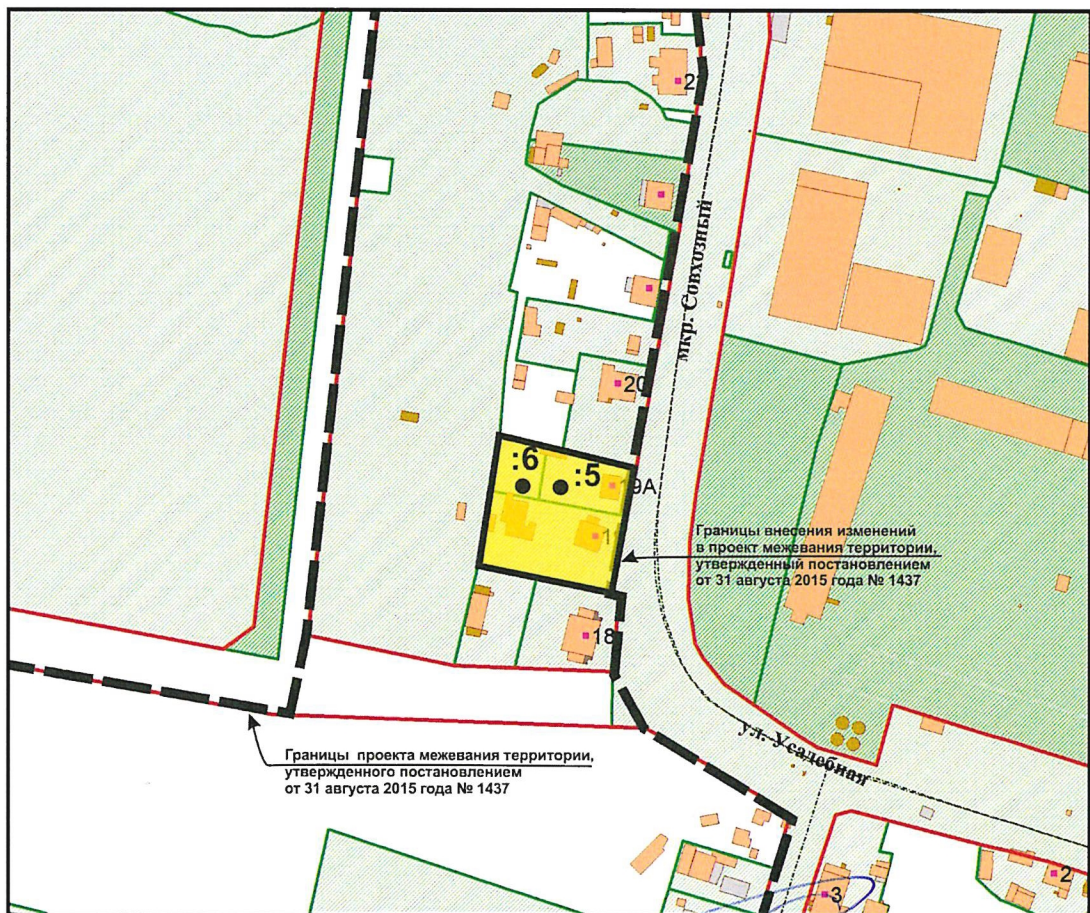 2
мкр. Совхозный
20
:6
:5
19А
1
Границы внесения изменений
в проект межевания территории,
утвержденный постановлением
от 31 августа 2015 года № 1437
18
ул. Усадебная
Границы проекта межевания территории,
утвержденного постановлением
от 31 августа 2015 года № 1437
3
2